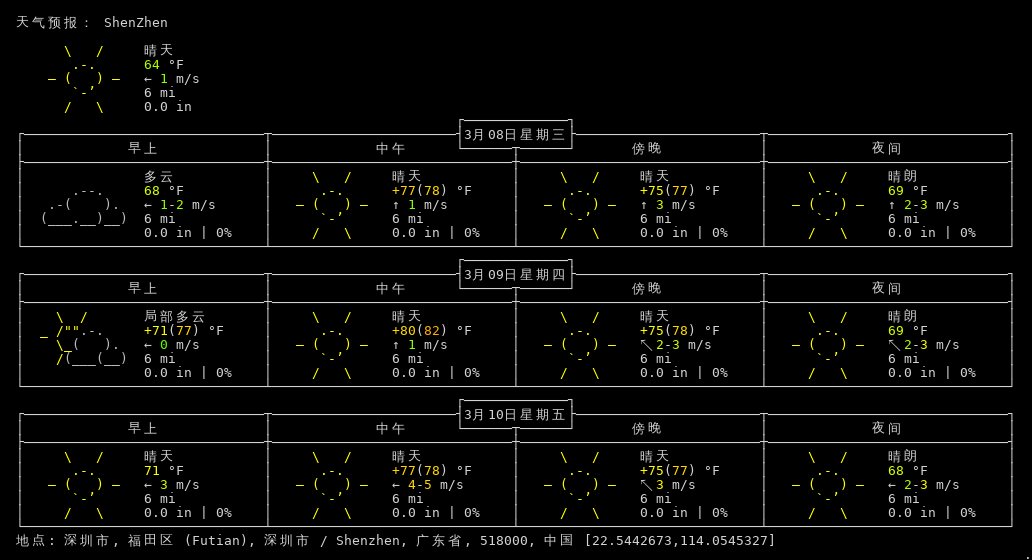 天气预报： ShenZhen
晴天
64 °F
← 1 m/s
6 mi
0.0 in
3月08日星期三
早上 中午 傍晚 夜间
多云 晴天 晴天 晴朗
68 °F +77(78) °F +75(77) °F 69 °F
← 1-2 m/s ↑ 1 m/s ↑ 3 m/s ↑ 2-3 m/s
6 mi 6 mi 6 mi 6 mi
0.0 in | 0% 0.0 in | 0% 0.0 in | 0% 0.0 in | 0%
3月09日星期四
早上 中午 傍晚 夜间
局部多云 晴天 晴天 晴朗
+71(77) °F +80(82) °F +75(78) °F 69 °F
← 0 m/s ↑ 1 m/s ↖ 2-3 m/s ↖ 2-3 m/s
6 mi 6 mi 6 mi 6 mi
0.0 in | 0% 0.0 in | 0% 0.0 in | 0% 0.0 in | 0%
3月10日星期五
早上 中午 傍晚 夜间
晴天 晴天 晴天 晴朗
71 °F +77(78) °F +75(77) °F 68 °F
← 3 m/s ← 4-5 m/s ↖ 3 m/s ← 2-3 m/s
6 mi 6 mi 6 mi 6 mi
0.0 in | 0% 0.0 in | 0% 0.0 in | 0% 0.0 in | 0%
地点: 深圳市, 福田区 (Futian), 深圳市 / Shenzhen, 广东省, 518000, 中国 [22.5442673,114.0545327]